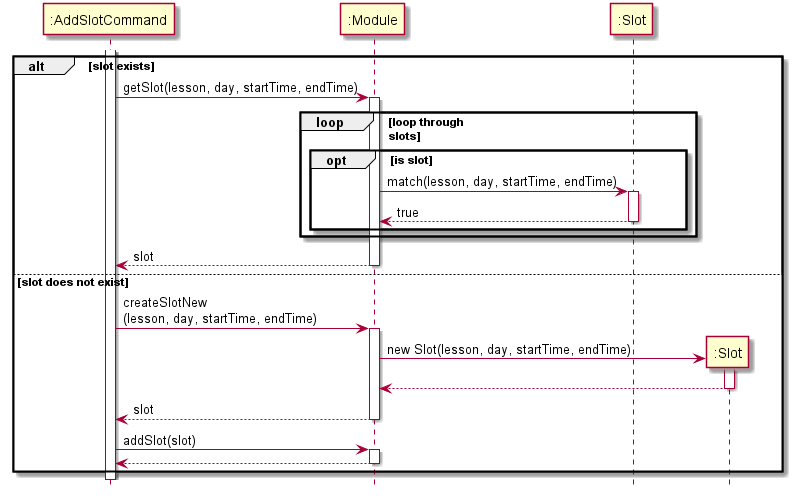 :AddSlotCommand
:Module
:Slot
alt
[slot exists]
getSlot(lesson, day, startTime, endTime)
loop
[loop through
slots]
opt
[is slot]
match(lesson, day, startTime, endTime)
true
slot
[slot does not exist]
createSlotNew
(lesson, day, startTime, endTime)
new Slot(lesson, day, startTime, endTime)
:Slot
slot
addSlot(slot)